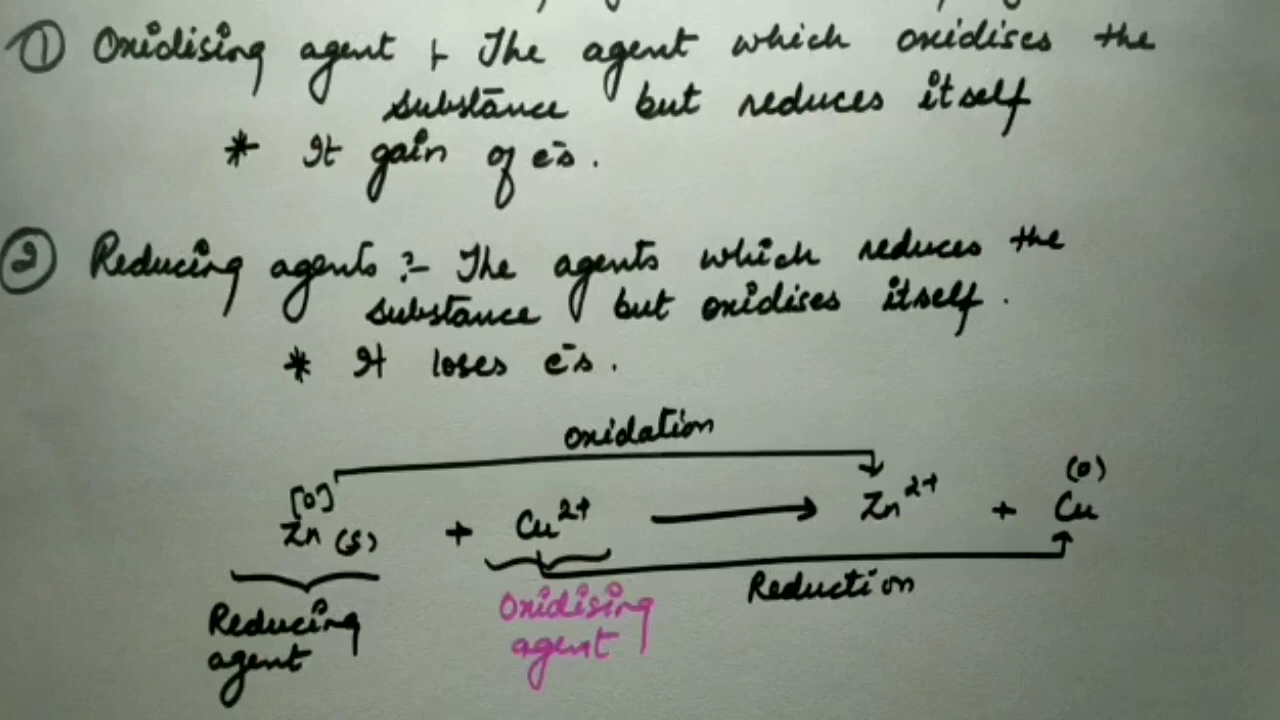 ① Oxidising agent :- The agent which oxidises the
substance but reduces itself
* It gain of e⁻s.
② Reducing agents :- The agents which reduces the
substance but oxidises itself.
* It loses e⁻s.
oxidation
[0] (0)
Zn (s) + Cu²⁺ ⟶ Zn²⁺ + Cu
Reduction
Reducing agent
Oxidising agent